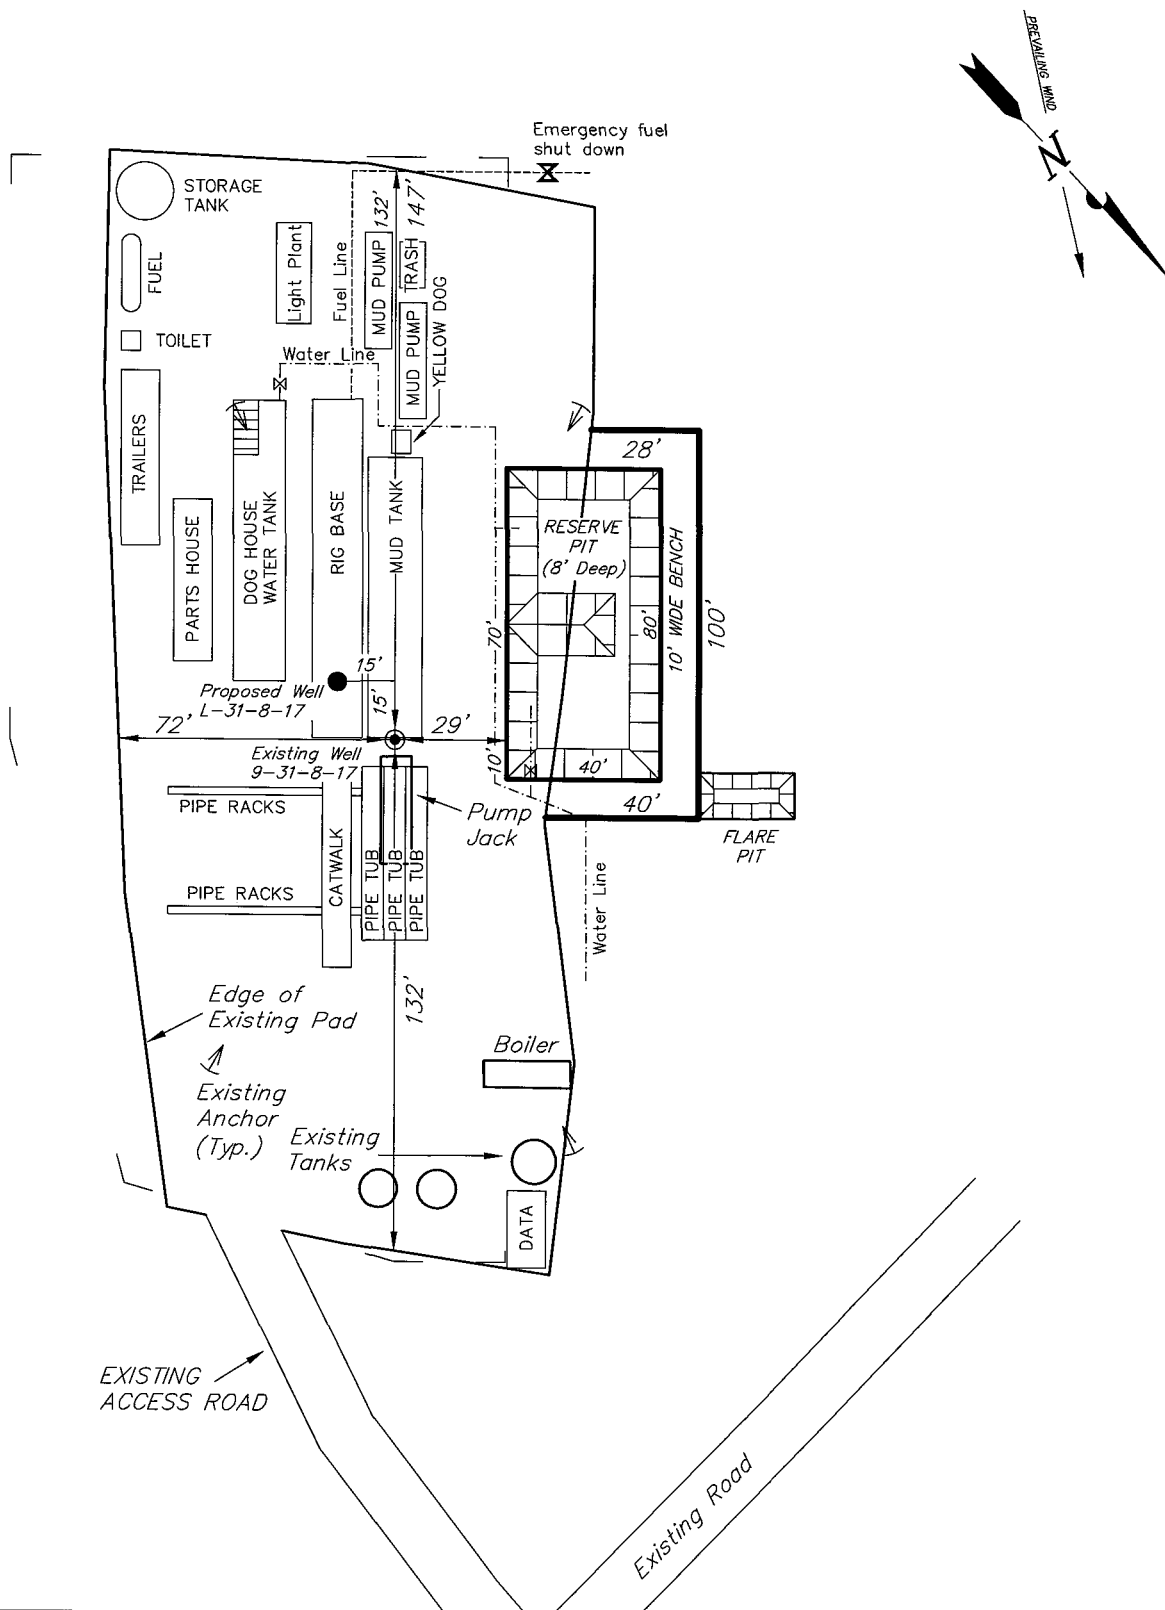 PREVAILING WIND
N
Emergency fuel
shut down
STORAGE
TANK
132'
147'
Light Plant
Fuel Line
MUD PUMP
TRASH
FUEL
MUD PUMP
YELLOW DOG
TOILET
Water Line
TRAILERS
28'
PARTS HOUSE
DOG HOUSE
WATER TANK
RIG BASE
MUD TANK
RESERVE
PIT
(8' Deep)
70'
80'
10' WIDE BENCH
100'
15'
Proposed Well
L-31-8-17
15'
72'
29'
Existing Well
9-31-8-17
10'
40'
PIPE RACKS
Pump
Jack
40'
FLARE
PIT
CATWALK
PIPE TUB
PIPE TUB
PIPE TUB
PIPE RACKS
Water Line
132'
Edge of
Existing Pad
Boiler
Existing
Anchor
(Typ.)
Existing
Tanks
DATA
EXISTING
ACCESS ROAD
Existing Road